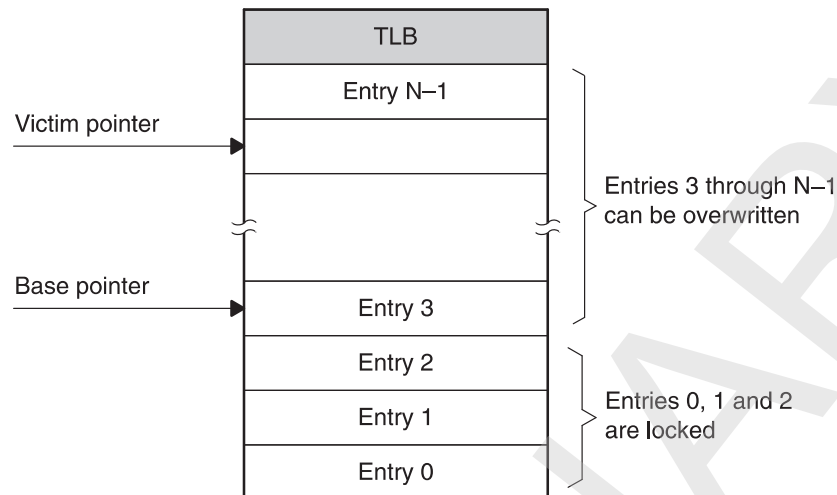 TLB
Entry N–1
Victim pointer
Entries 3 through N–1
can be overwritten
Base pointer
Entry 3
Entry 2
Entries 0, 1 and 2
are locked
Entry 1
Entry 0